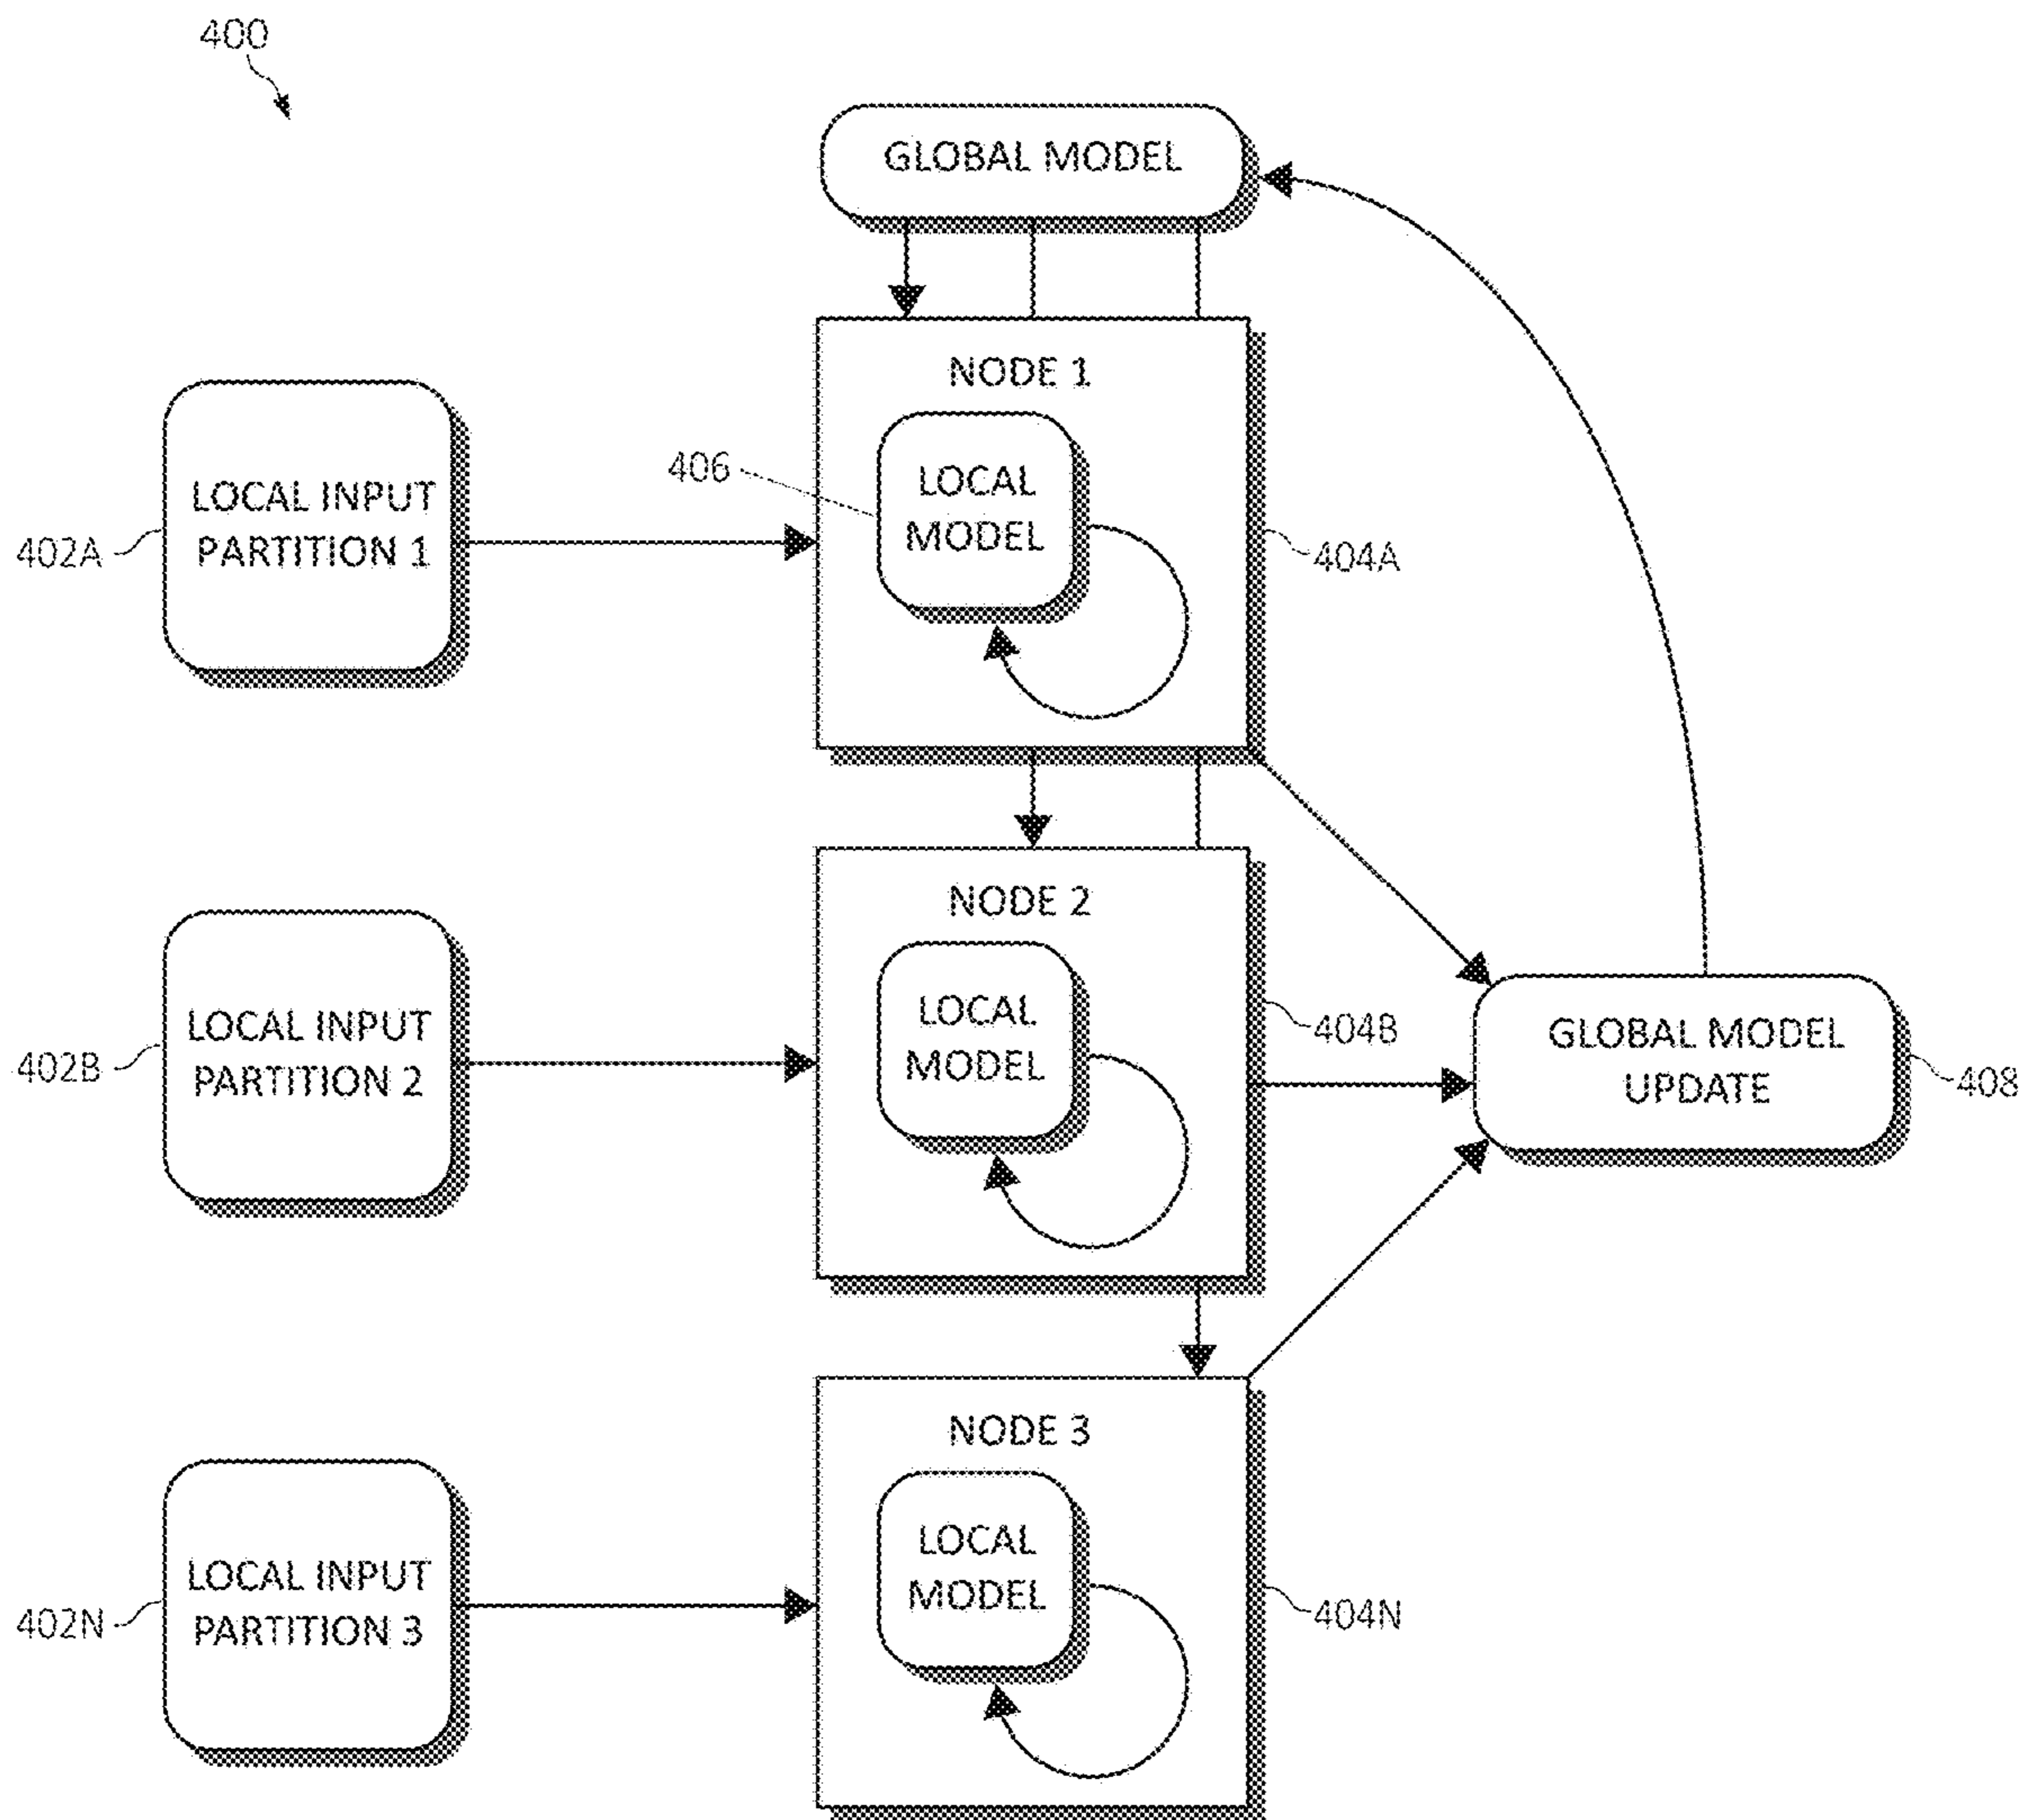 400
GLOBAL MODEL
NODE 1
LOCAL INPUT
PARTITION 1
402A
406
LOCAL
MODEL
404A
NODE 2
LOCAL INPUT
PARTITION 2
402B
LOCAL
MODEL
404B
GLOBAL MODEL
UPDATE
408
NODE 3
LOCAL INPUT
PARTITION 3
402N
LOCAL
MODEL
404N